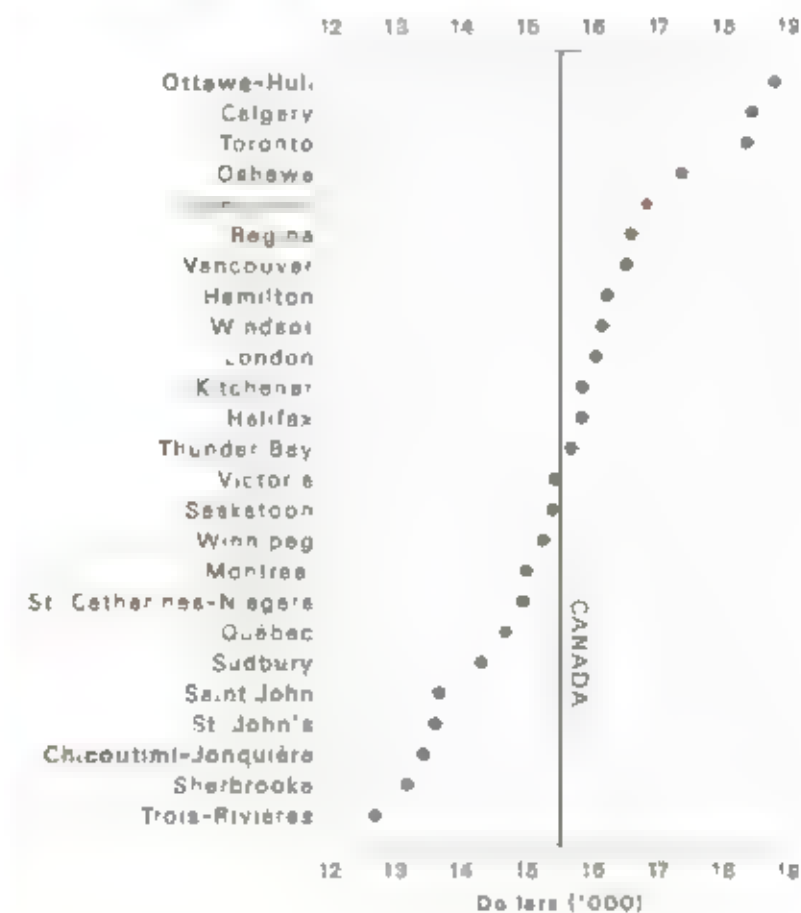 12 13 14 15 16 17 18 19
Ottawa-Hull
Calgary
Toronto
Oshawa
Regina
Vancouver
Hamilton
Windsor
London
Kitchener
Halifax
Thunder Bay
Victoria
Saskatoon
Winnipeg
Montreal
St. Catharines-Niagara
Québec
Sudbury
Saint John
St. John's
Chicoutimi-Jonquière
Sherbrooke
Trois-Rivières
CANADA
12 13 14 15 16 17 18 19
Dollars ('000)